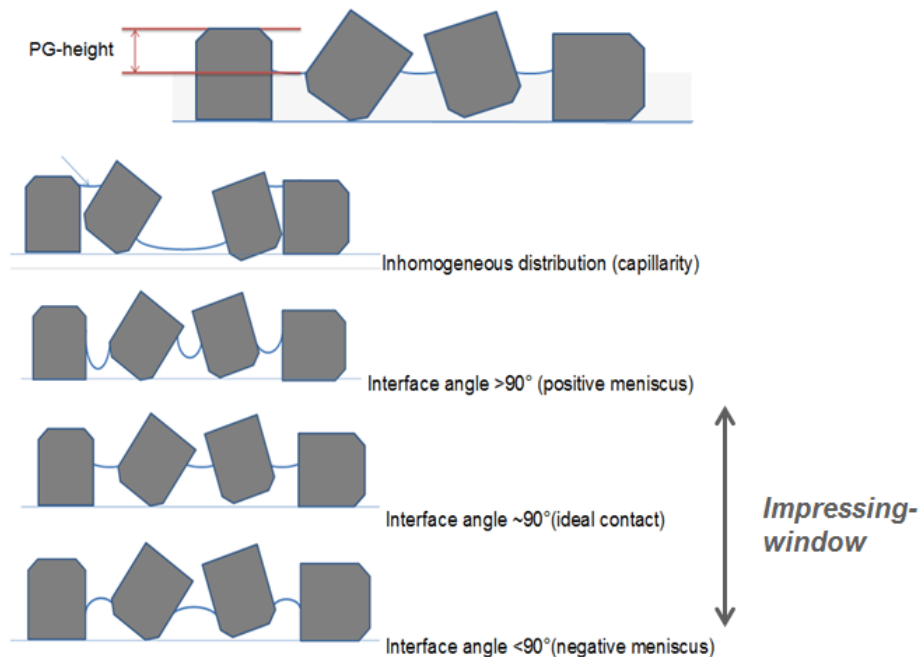 PG-height
Inhomogeneous distribution (capillarity)
Interface angle >90° (positive meniscus)
Interface angle ~90°(ideal contact)
Impressing-
window
Interface angle <90°(negative meniscus)